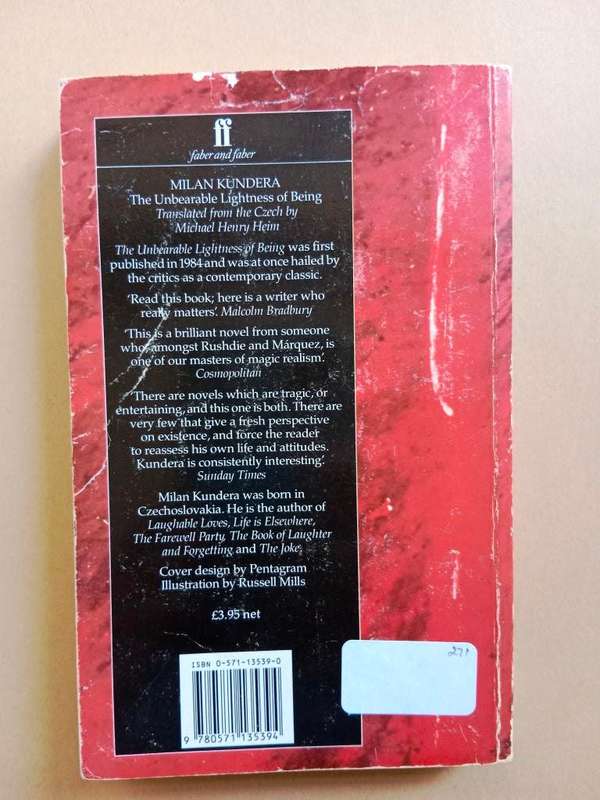 ff
faber and faber
MILAN KUNDERA
The Unbearable Lightness of Being
Translated from the Czech by
Michael Henry Heim
The Unbearable Lightness of Being was first
published in 1984 and was at once hailed by
the critics as a contemporary classic.
'Read this book; here is a writer who
really matters'. Malcolm Bradbury
'This is a brilliant novel from someone
who, amongst Rushdie and Márquez, is
one of our masters of magic realism'.
Cosmopolitan
'There are novels which are tragic, or
entertaining, and this one is both. There are
very few that give a fresh perspective
on existence, and force the reader
to reassess his own life and attitudes.
Kundera is consistently interesting'.
Sunday Times
Milan Kundera was born in
Czechoslovakia. He is the author of
Laughable Loves, Life is Elsewhere,
The Farewell Party, The Book of Laughter
and Forgetting and The Joke.
Cover design by Pentagram
Illustration by Russell Mills
£3.95 net
ISBN 0-571-13539-0
9 780571 135394